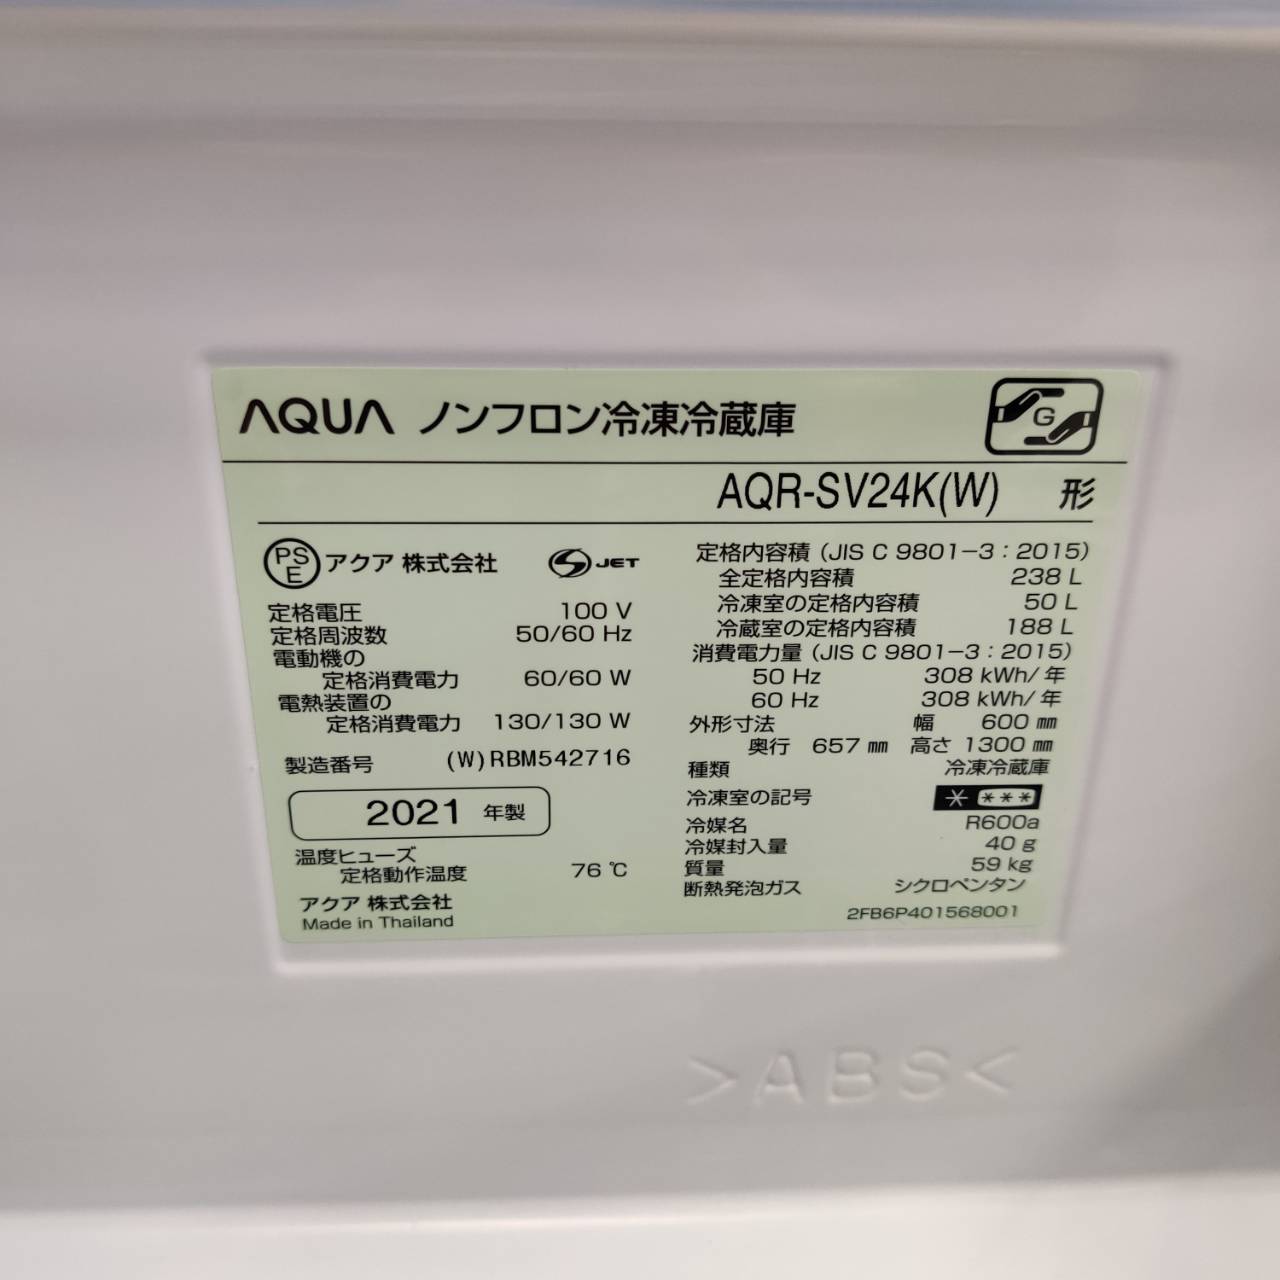 AQUA ノンフロン冷凍冷蔵庫
G
AQR-SV24K(W) 形
PS
E
アクア 株式会社
JET
定格電圧 100 V
定格周波数 50/60 Hz
電動機の
定格消費電力 60/60 W
電熱装置の
定格消費電力 130/130 W
製造番号 (W)RBM542716
2021 年製
温度ヒューズ
定格動作温度 76 ℃
アクア 株式会社
Made in Thailand
定格内容積 (JIS C 9801-3:2015)
全定格内容積 238 L
冷凍室の定格内容積 50 L
冷蔵室の定格内容積 188 L
消費電力量 (JIS C 9801-3:2015)
50 Hz 308 kWh/年
60 Hz 308 kWh/年
外形寸法 幅 600 ㎜
奥行 657 ㎜ 高さ 1300 ㎜
種類 冷凍冷蔵庫
冷凍室の記号 * ***
冷媒名 R600a
冷媒封入量 40 g
質量 59 kg
断熱発泡ガス シクロペンタン
2FB6P401568001
>ABS<